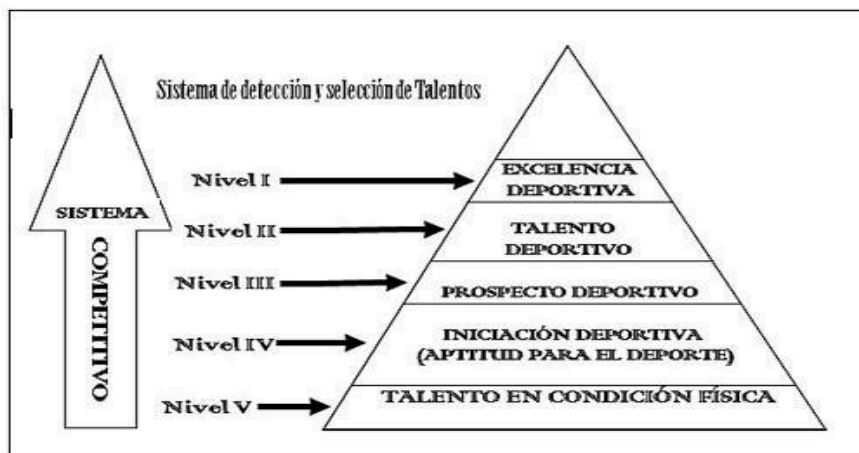 Sistema de detección y selección de Talentos
SISTEMA
COMPETITIVO
Nivel I
EXCELENCIA
DEPORTIVA
Nivel II
TALENTO
DEPORTIVO
Nivel III
PROSPECTO DEPORTIVO
Nivel IV
INICIACIÓN DEPORTIVA
(APTITUD PARA EL DEPORTE)
Nivel V
TALENTO EN CONDICIÓN FÍSICA